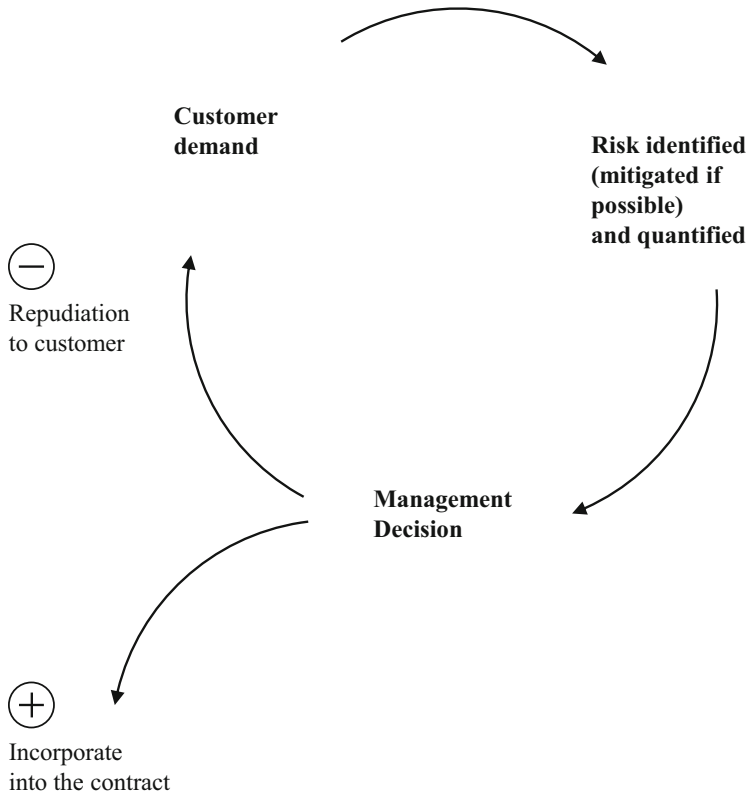 Customer
demand
Risk identified
(mitigated if
possible)
and quantified
−
Repudiation
to customer
Management
Decision
+
Incorporate
into the contract